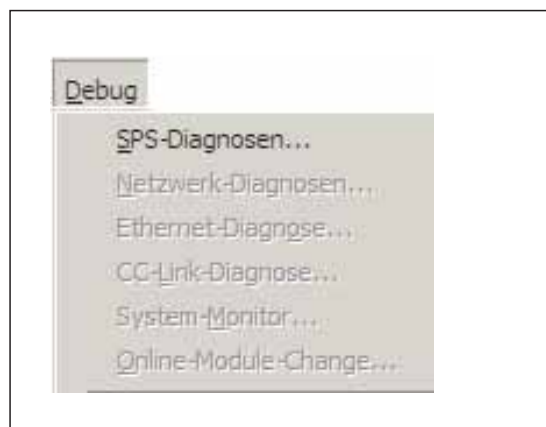 Debug
SPS-Diagnosen...
Netzwerk-Diagnosen...
Ethernet-Diagnose...
CC-Link-Diagnose...
System-Monitor...
Online-Module-Change...